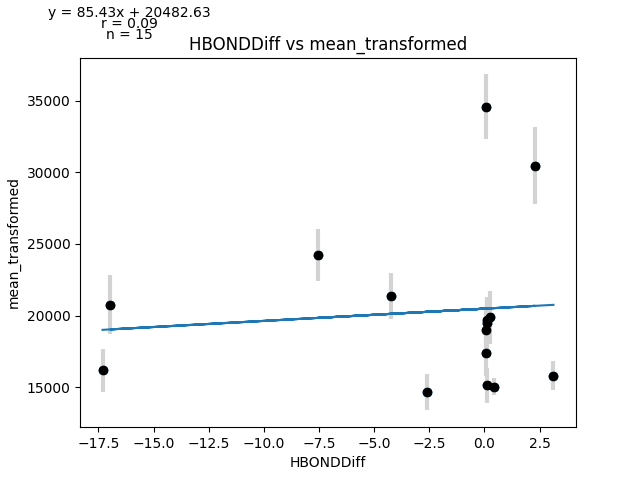 y = 85.43x + 20482.63
r = 0.09
n = 15
HBONDDiff vs mean_transformed
35000
30000
25000
20000
15000
mean_transformed
−17.5 −15.0 −12.5 −10.0 −7.5 −5.0 −2.5 0.0 2.5
HBONDDiff